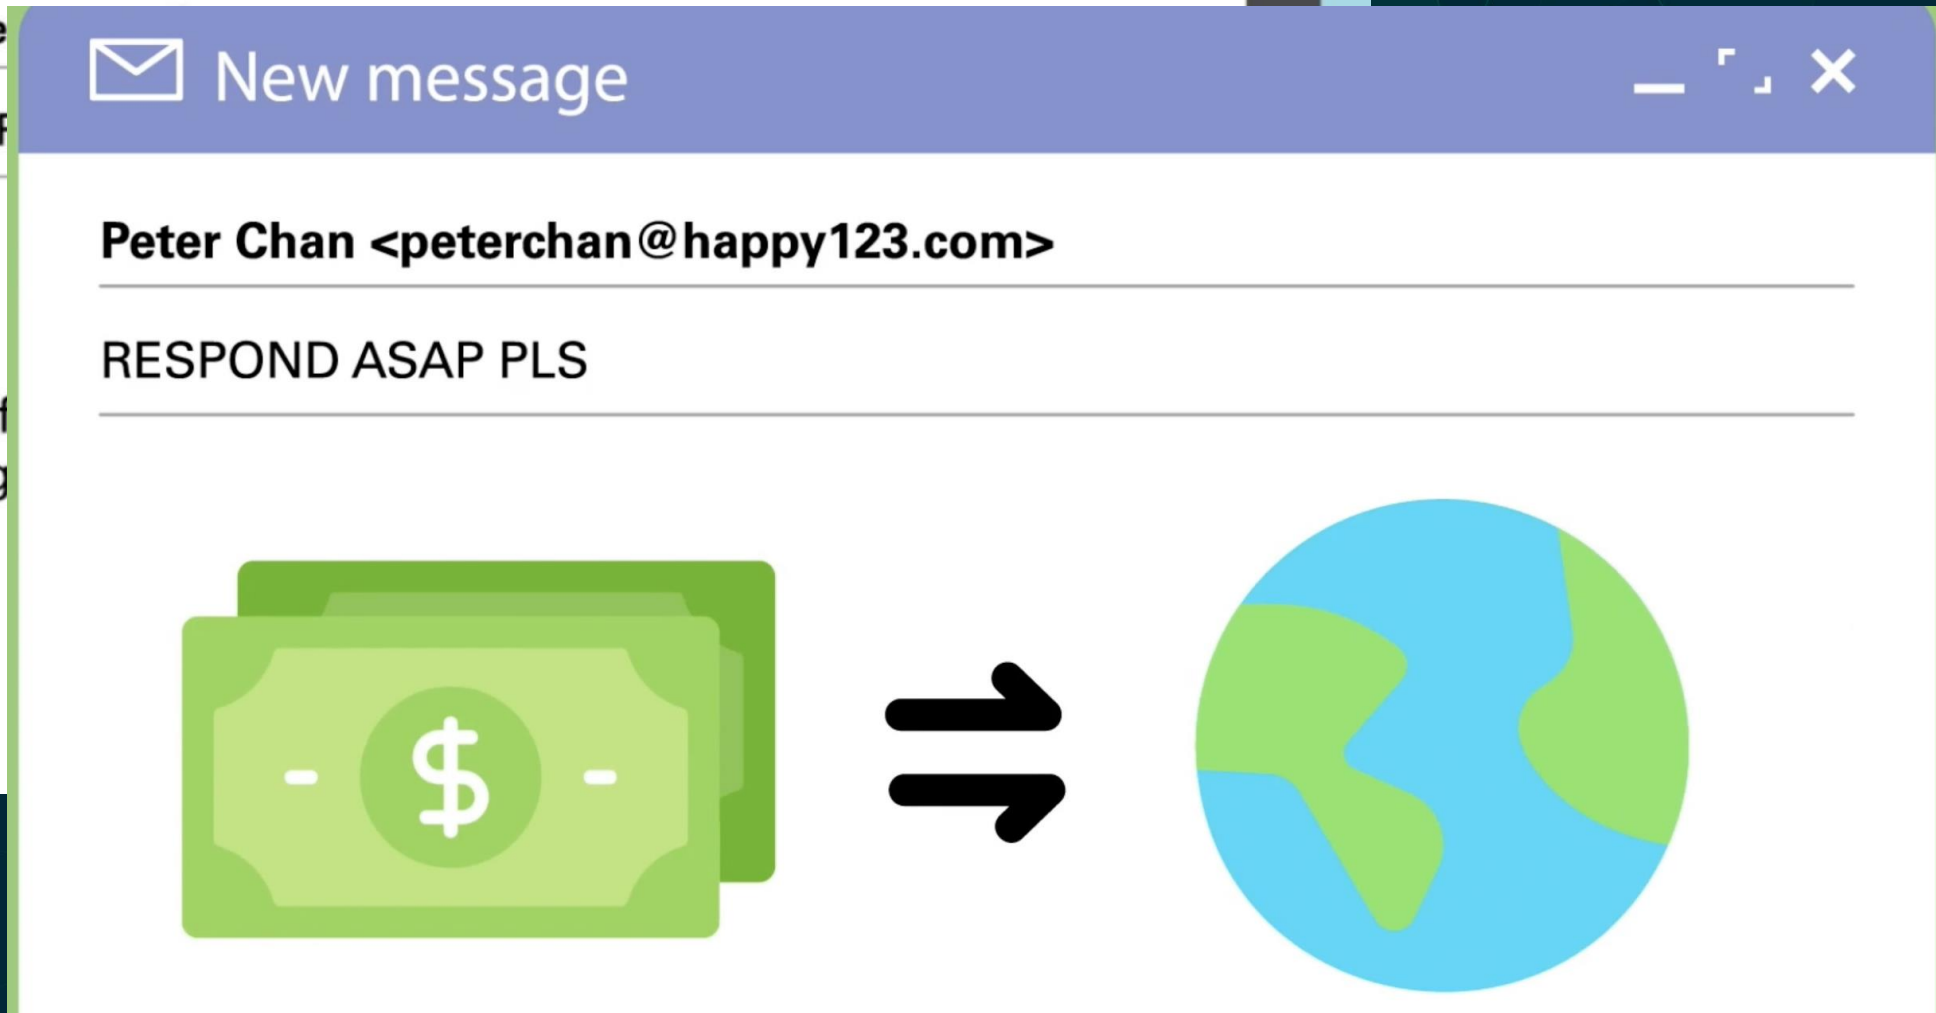 New message
Peter Chan <peterchan@happy123.com>
RESPOND ASAP PLS
$